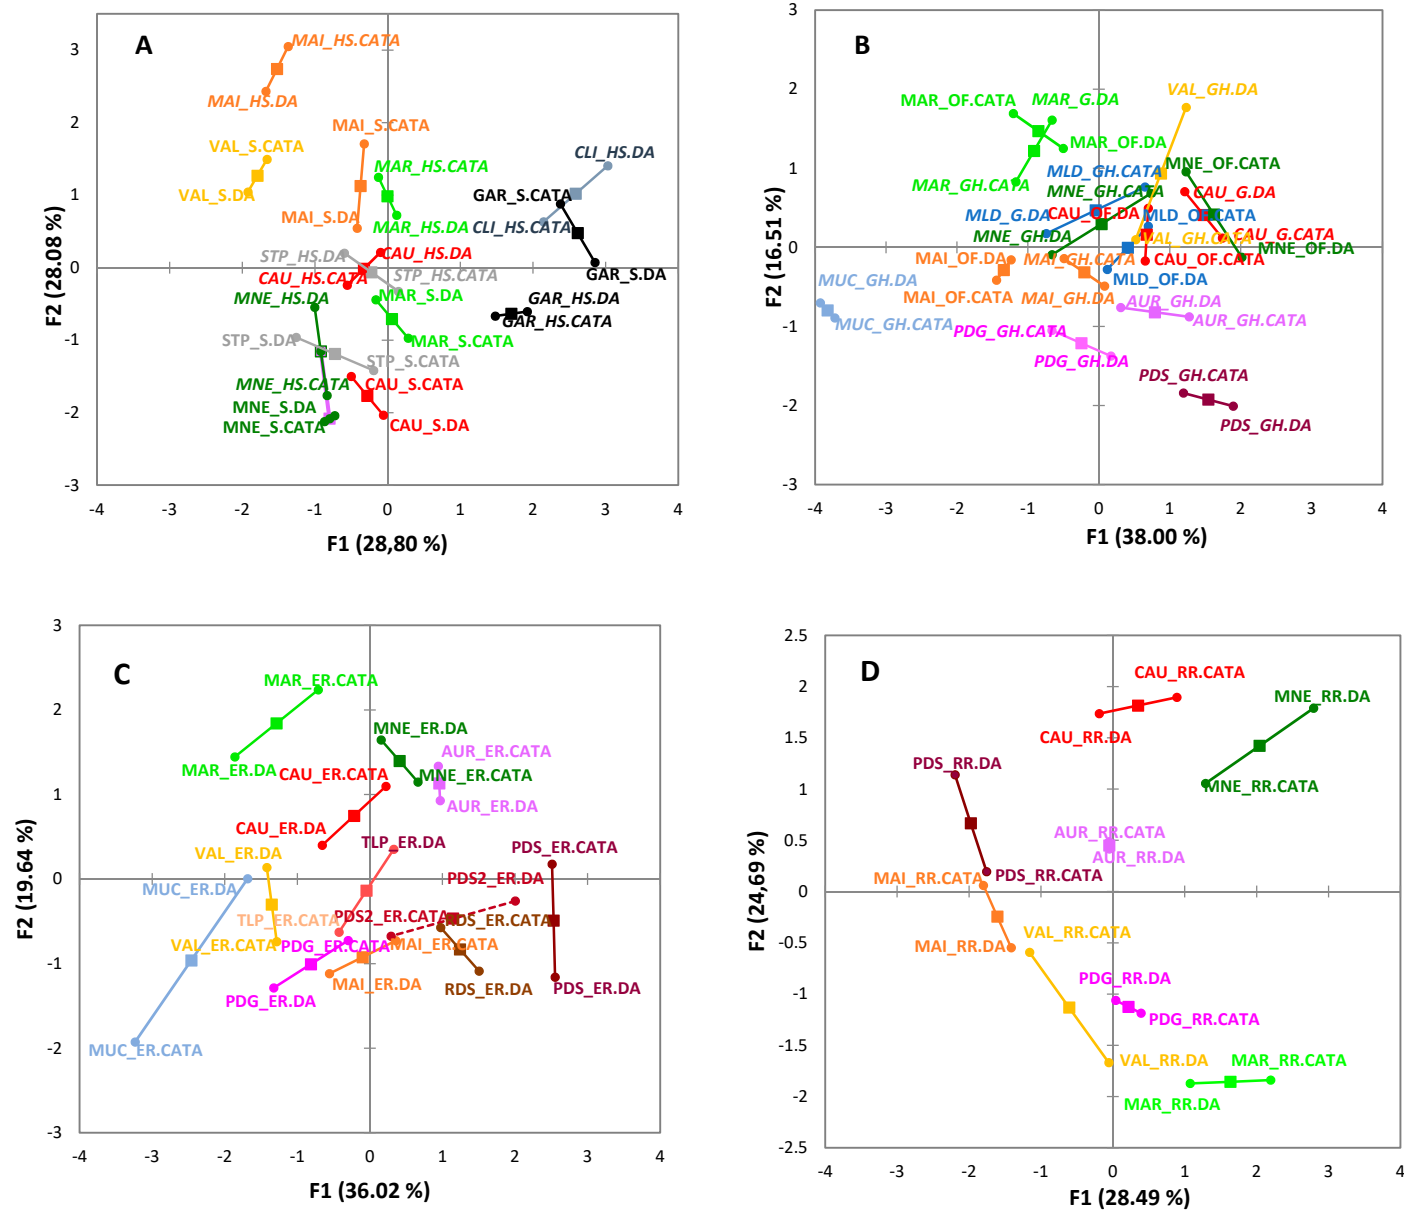 A
MAI_HS.CATA
MAI_HS.DA
MAI_S.CATA
VAL_S.CATA
VAL_S.DA
MAI_S.DA
MAR_HS.CATA
MAR_HS.DA
CLI_HS.DA
GAR_S.CATA
CLI_HS.CATA
GAR_S.DA
STP_HS.DA
CAU_HS.DA
CAU_HS.CATA
STP_HS.CATA
MNE_HS.DA
MAR_S.DA
GAR_HS.DA
GAR_HS.CATA
STP_S.DA
MAR_S.CATA
STP_S.CATA
MNE_HS.CATA
CAU_S.CATA
MNE_S.DA
MNE_S.CATA
CAU_S.DA
3
2
1
0
-1
-2
-3
-4 -3 -2 -1 0 1 2 3 4
F2 (28.08 %)
F1 (28,80 %)
B
MAR_OF.CATA
MAR_G.DA
VAL_GH.DA
MAR_OF.DA
MAR_GH.CATA
MLD_GH.CATA
MNE_OF.CATA
MNE_GH.CATA
CAU_G.DA
MLD_G.DA
CAU_OF.DA
MLD_OF.CATA
MNE_GH.DA
VAL_GH.CATA
CAU_G.CATA
MNE_OF.DA
MAI_OF.DA
MAI_GH.CATA
CAU_OF.CATA
MLD_OF.DA
MUC_GH.DA
MAI_OF.CATA
MAI_GH.DA
AUR_GH.DA
MUC_GH.CATA
PDG_GH.CATA
AUR_GH.CATA
PDG_GH.DA
PDS_GH.CATA
PDS_GH.DA
3
2
1
0
-1
-2
-3
-4 -3 -2 -1 0 1 2 3 4
F2 (16.51 %)
F1 (38.00 %)
C
MAR_ER.CATA
MAR_ER.DA
MNE_ER.DA
AUR_ER.CATA
CAU_ER.CATA
MNE_ER.CATA
AUR_ER.DA
CAU_ER.DA
TLP_ER.DA
VAL_ER.DA
PDS_ER.CATA
MUC_ER.DA
PDS2_ER.DA
TLP_ER.CATA
PDS2_ER.CATA
RDS_ER.CATA
VAL_ER.CATA
PDG_ER.CATA
MAI_ER.CATA
MAI_ER.DA
RDS_ER.DA
PDS_ER.DA
PDG_ER.DA
MUC_ER.CATA
3
2
1
0
-1
-2
-3
-4 -3 -2 -1 0 1 2 3 4
F2 (19.64 %)
F1 (36.02 %)
D
CAU_RR.CATA
MNE_RR.DA
CAU_RR.DA
PDS_RR.DA
MNE_RR.CATA
AUR_RR.CATA
AUR_RR.DA
MAI_RR.CATA
PDS_RR.CATA
VAL_RR.CATA
MAI_RR.DA
PDG_RR.DA
PDG_RR.CATA
VAL_RR.DA
MAR_RR.CATA
MAR_RR.DA
2.5
2
1.5
1
0.5
0
-0.5
-1
-1.5
-2
-2.5
-4 -3 -2 -1 0 1 2 3 4
F2 (24,69 %)
F1 (28.49 %)